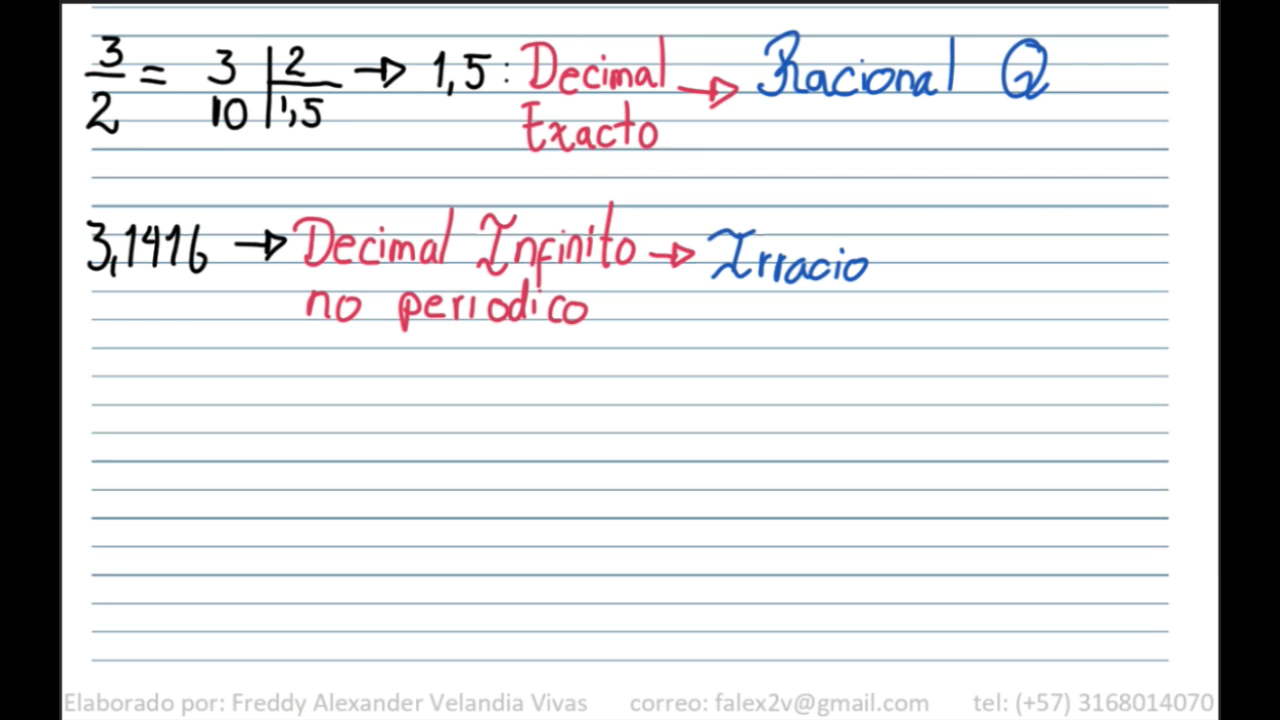 3/2 = 3 |2 → 1,5 : Decimal → Racional Q
10 |1,5 Exacto
3,1416 → Decimal Infinito → Irracio
no periodico
Elaborado por: Freddy Alexander Velandia Vivas correo: falex2v@gmail.com tel: (+57) 3168014070